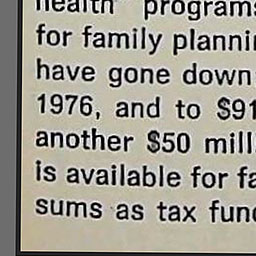 health programs
for family planni
have gone down
1976, and to $91
another $50 mill
is available for fa
sums as tax fun